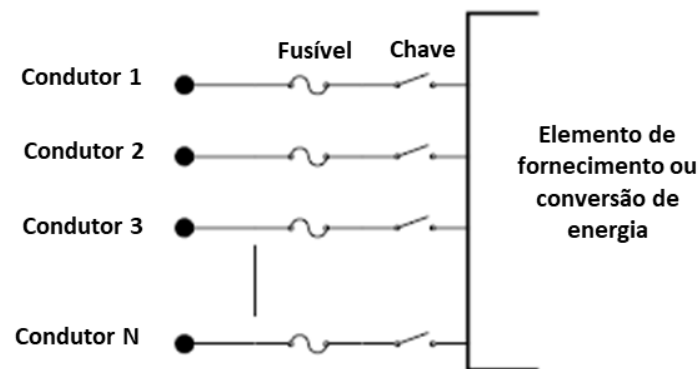 Fusível
Chave
Condutor 1
Condutor 2
Condutor 3
Condutor N
Elemento de
fornecimento ou
conversão de
energia